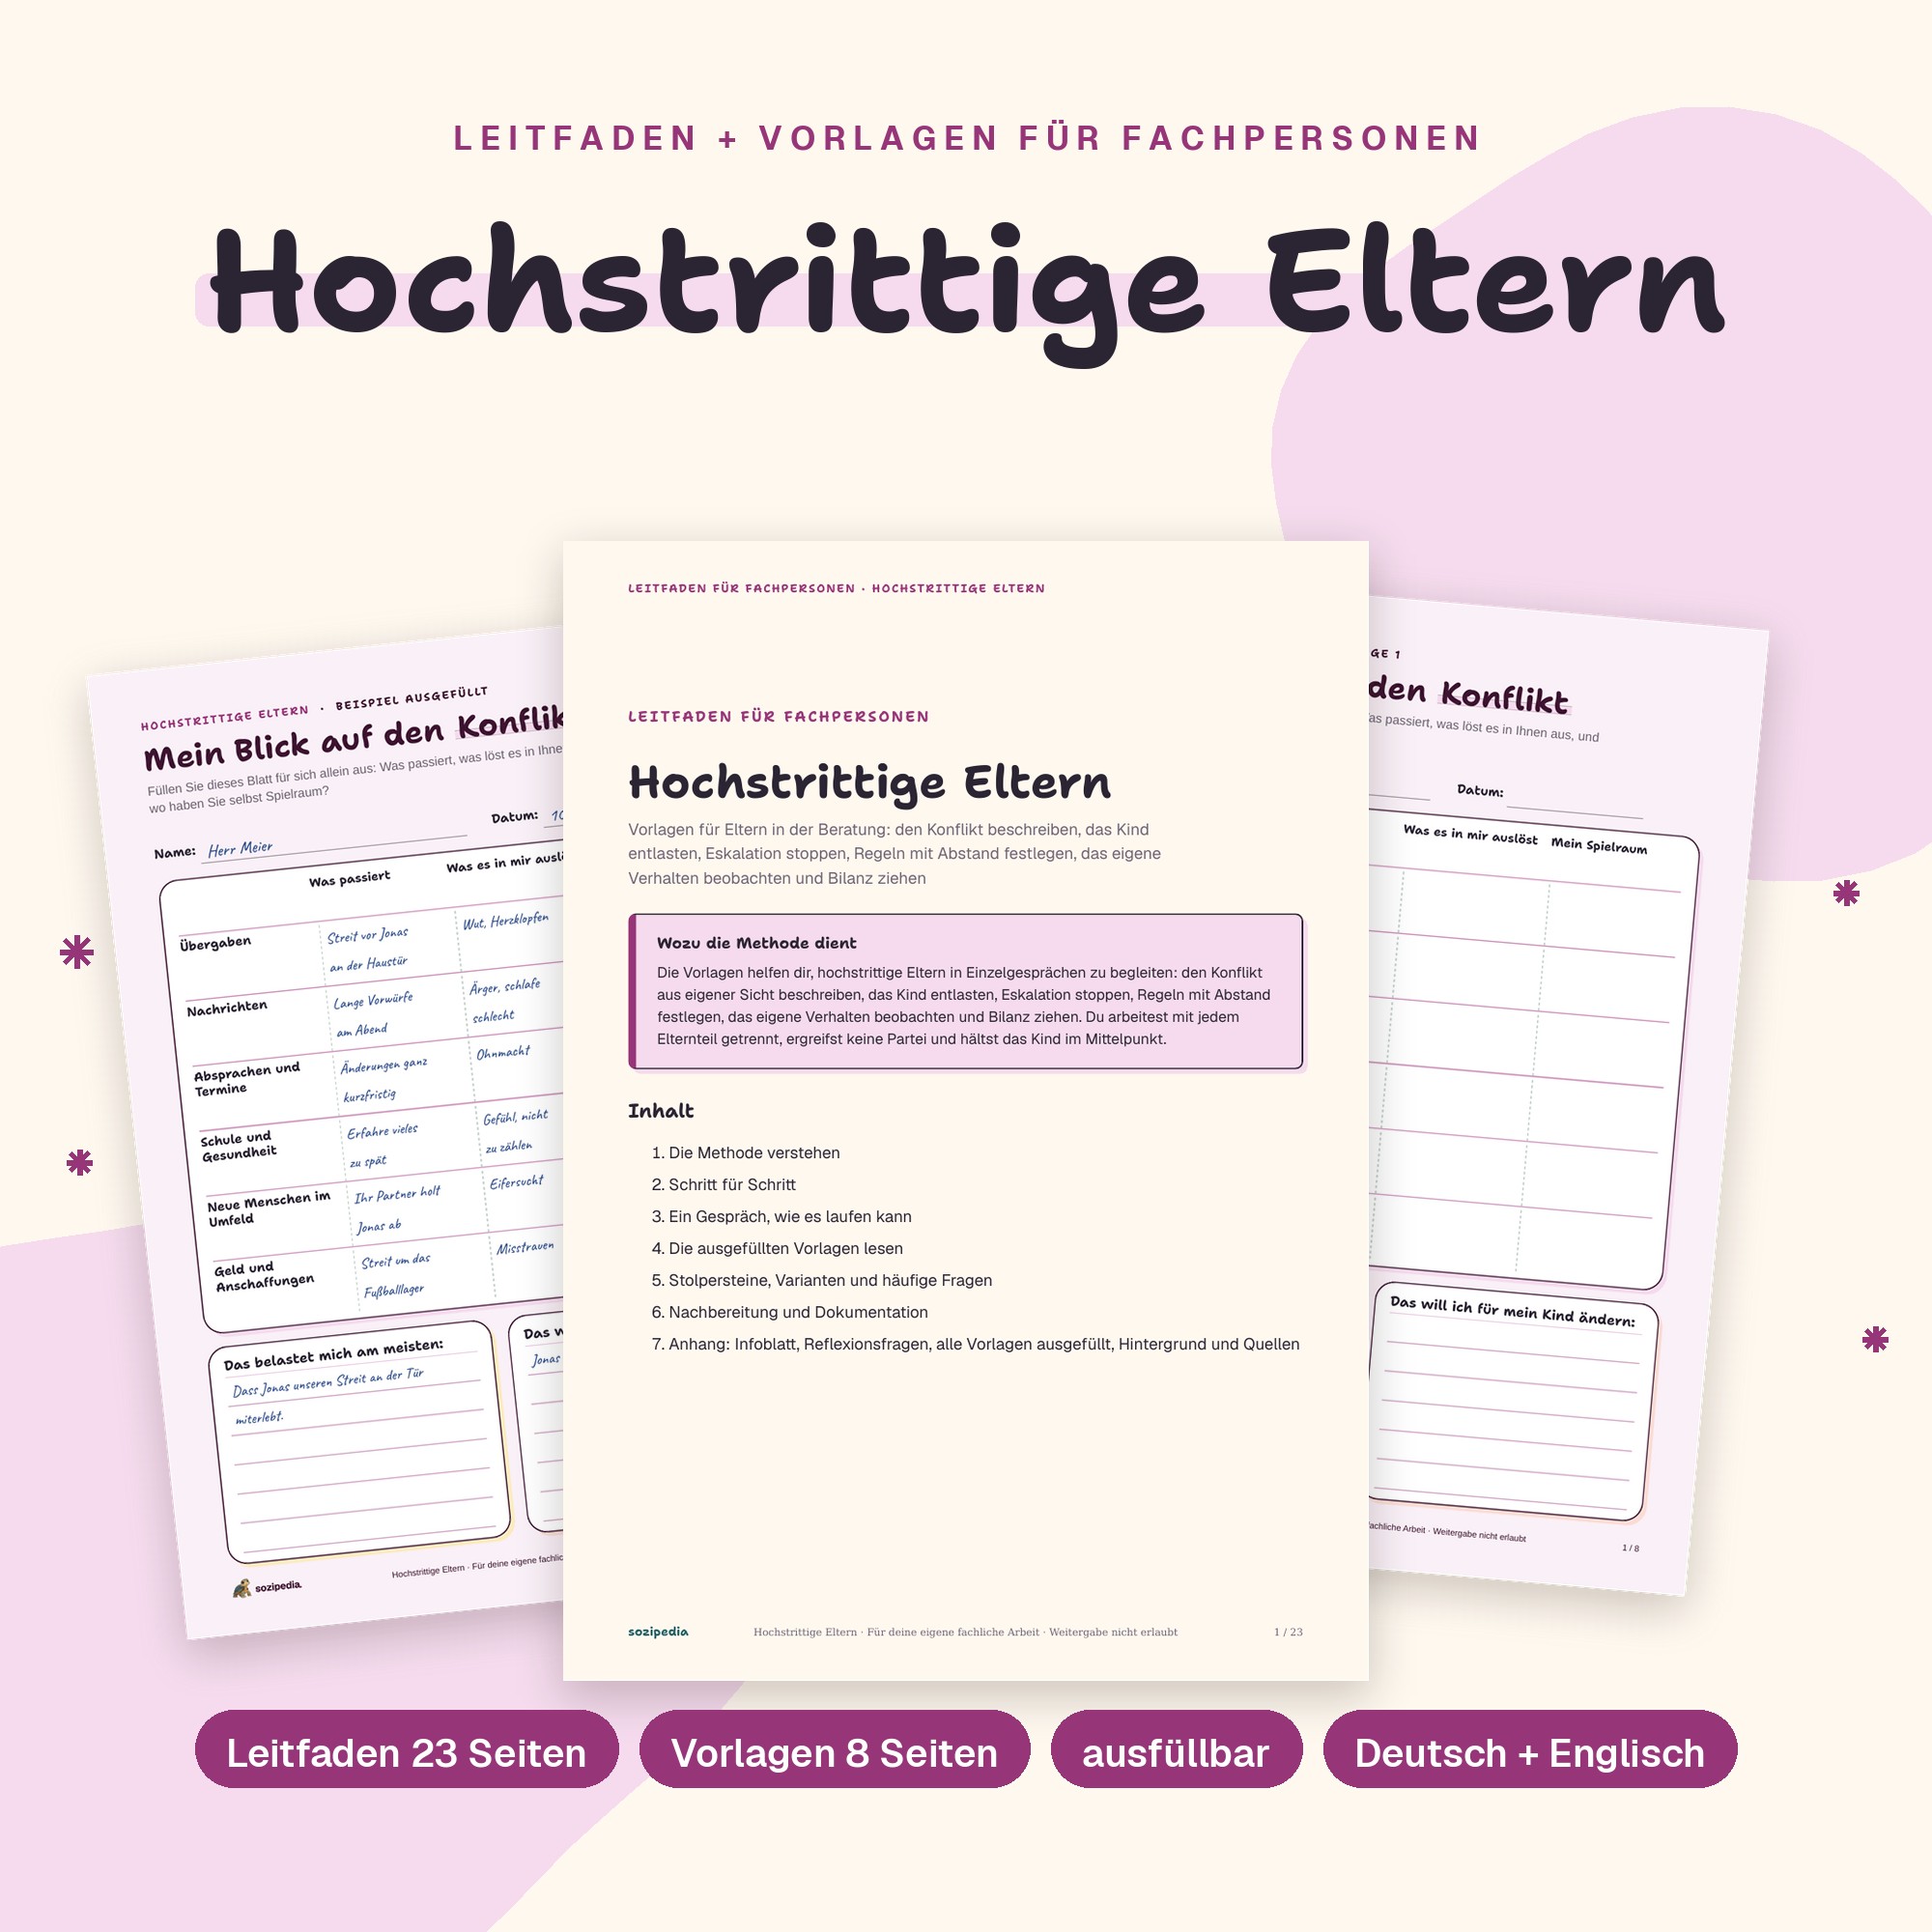 LEITFADEN + VORLAGEN FÜR FACHPERSONEN
Hochstrittige Eltern
HOCHSTRITTIGE ELTERN · BEISPIEL AUSGEFÜLLT
Mein Blick auf den
Füllen Sie dieses Blatt für sich allein aus: Was passiert, was löst es in
wo haben Sie selbst Spielraum?
Name: Herr Meier
Datum:
Was passiert
Was es in mir
Übergaben
Streit vor Jonas
an der Haustür
Wut, Herzklopfen
Nachrichten
Lange Vorwürfe
am Abend
Ärger, schlafe
schlecht
Absprachen und
Termine
Änderungen ganz
kurzfristig
Ohnmacht
Schule und
Gesundheit
Erfahre vieles
zu spät
Gefühl, nicht
zu zählen
Neue Menschen im
Umfeld
Ihr Partner holt
Jonas ab
Eifersucht
Geld und
Anschaffungen
Streit um das
Fußballlager
Misstrauen
Das belastet mich am meisten:
Dass Jonas unseren Streit an der Tür
miterlebt.
Das
Jonas
sozipedia.
Hochstrittige Eltern · Für deine eigene
LEITFADEN FÜR FACHPERSONEN · HOCHSTRITTIGE ELTERN
LEITFADEN FÜR FACHPERSONEN
Hochstrittige Eltern
Vorlagen für Eltern in der Beratung: den Konflikt beschreiben, das Kind
entlasten, Eskalation stoppen, Regeln mit Abstand festlegen, das eigene
Verhalten beobachten und Bilanz ziehen
Wozu die Methode dient
Die Vorlagen helfen dir, hochstrittige Eltern in Einzelgesprächen zu begleiten: den Konflikt
aus eigener Sicht beschreiben, das Kind entlasten, Eskalation stoppen, Regeln mit Abstand
festlegen, das eigene Verhalten beobachten und Bilanz ziehen. Du arbeitest mit jedem
Elternteil getrennt, ergreifst keine Partei und hältst das Kind im Mittelpunkt.
Inhalt
1. Die Methode verstehen
2. Schritt für Schritt
3. Ein Gespräch, wie es laufen kann
4. Die ausgefüllten Vorlagen lesen
5. Stolpersteine, Varianten und häufige Fragen
6. Nachbereitung und Dokumentation
7. Anhang: Infoblatt, Reflexionsfragen, alle Vorlagen ausgefüllt, Hintergrund und Quellen
sozipedia
Hochstrittige Eltern · Für deine eigene fachliche Arbeit · Weitergabe nicht erlaubt
1 / 23
1
den Konflikt
passiert, was löst es in Ihnen aus, und
Datum:
Was es in mir auslöst
Mein Spielraum
Das will ich für mein Kind ändern:
Arbeit · Weitergabe nicht erlaubt
1 / 8
Leitfaden 23 Seiten
Vorlagen 8 Seiten
ausfüllbar
Deutsch + Englisch